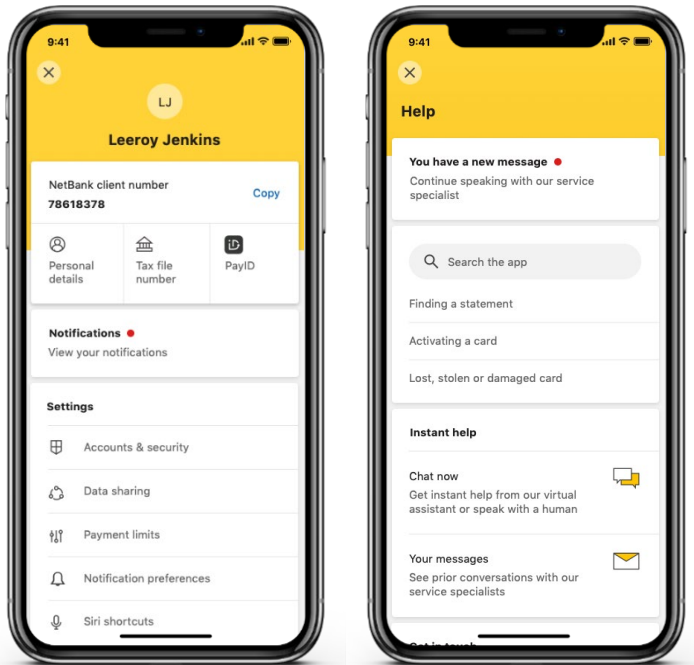 9:41
LJ
Leeroy Jenkins
NetBank client number
78618378
Copy
Personal
details
Tax file
number
PayID
Notifications
View your notifications
Settings
Accounts & security
Data sharing
Payment limits
Notification preferences
Siri shortcuts
9:41
Help
You have a new message
Continue speaking with our service
specialist
Search the app
Finding a statement
Activating a card
Lost, stolen or damaged card
Instant help
Chat now
Get instant help from our virtual
assistant or speak with a human
Your messages
See prior conversations with our
service specialists
Get in touch